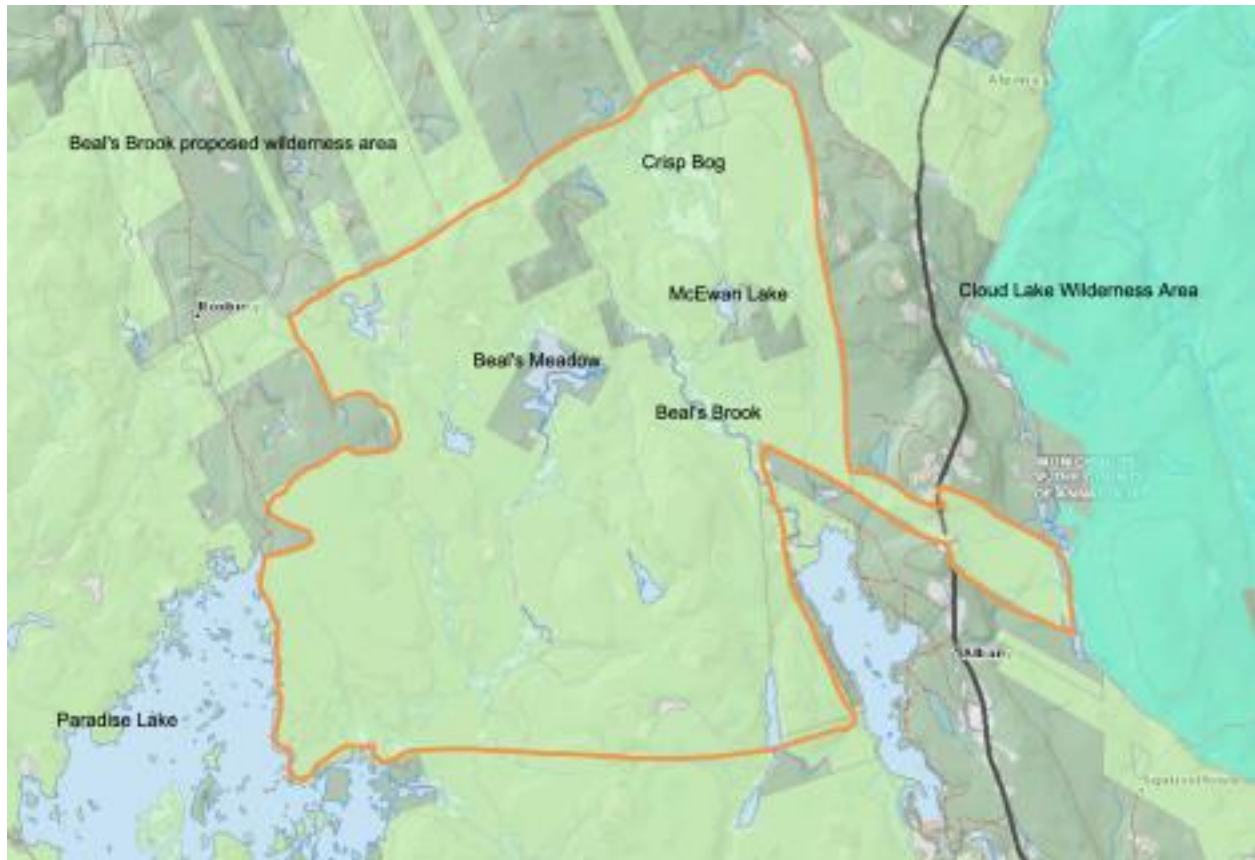 Beal's Brook proposed wilderness area
Crisp Bog
McEwan Lake
Cloud Lake Wilderness Area
Beal's Meadow
Beal's Brook
Paradise Lake